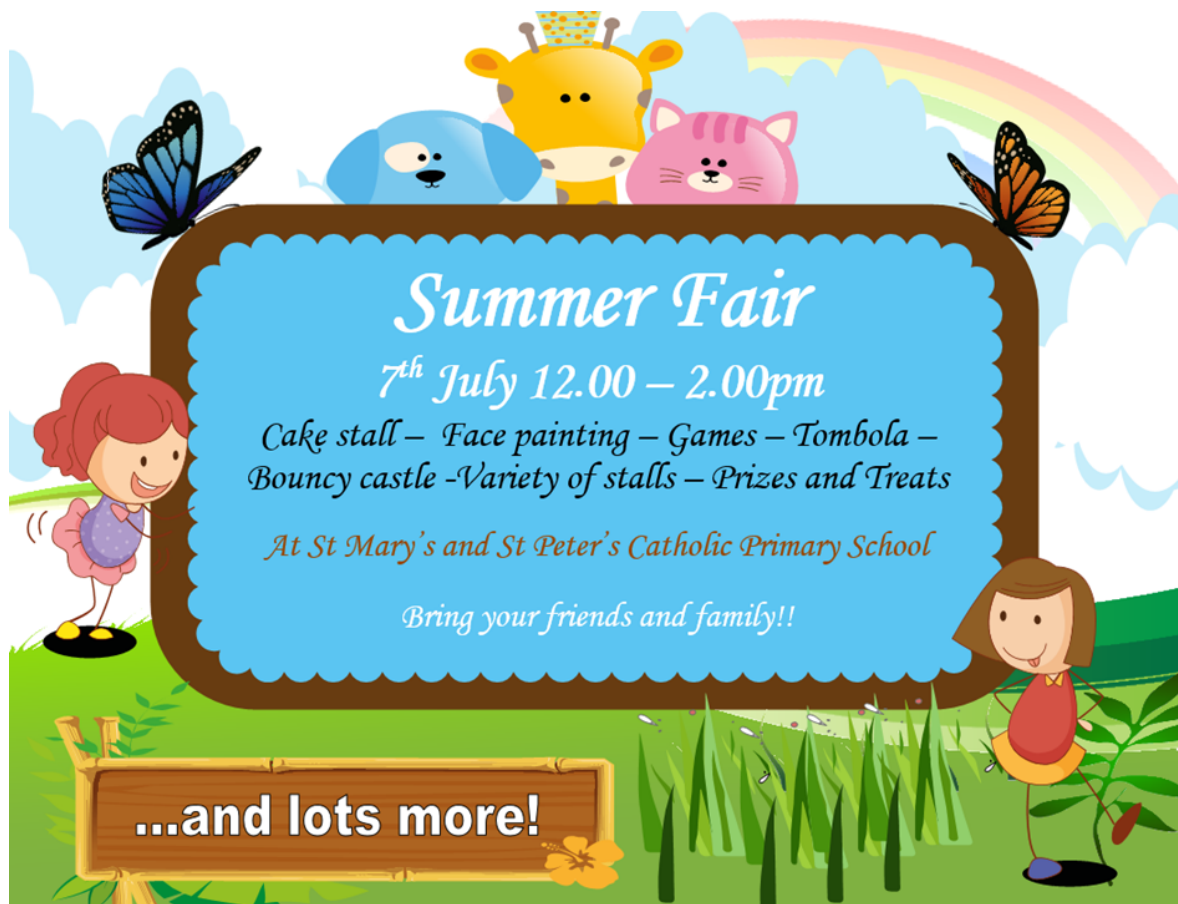 Summer Fair
7th July 12.00 – 2.00pm
Cake stall – Face painting – Games – Tombola –
Bouncy castle -Variety of stalls – Prizes and Treats
At St Mary's and St Peter's Catholic Primary School
Bring your friends and family!!
...and lots more!